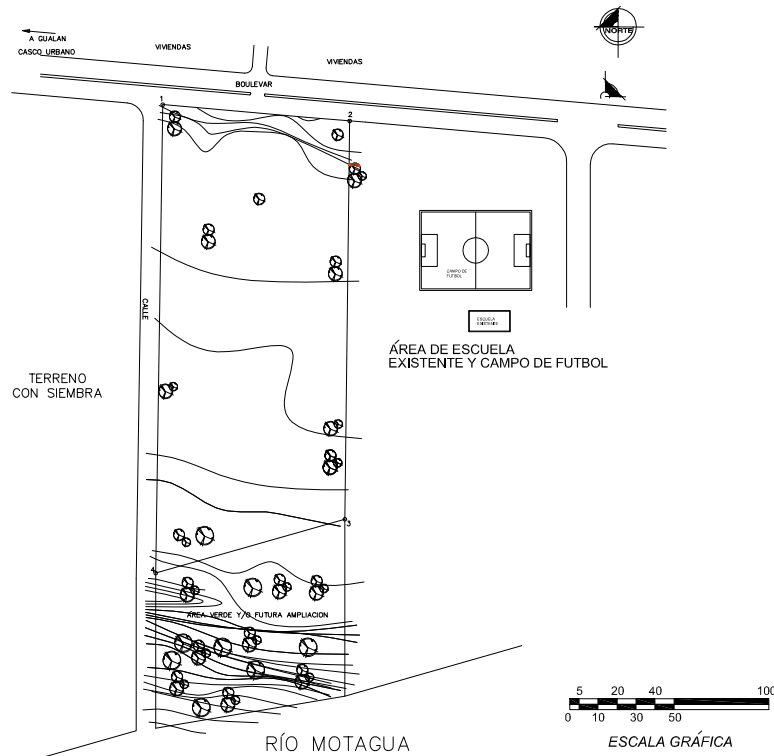 A GUALAN
CASCO URBANO
VIVIENDAS
VIVIENDAS
NORTE
BOULEVAR
1
2
CAMPO DE
FUTBOL
ESCUELA
EXISTENTE
CALLE
ÁREA DE ESCUELA
EXISTENTE Y CAMPO DE FUTBOL
TERRENO
CON SIEMBRA
3
4
ÁREA VERDE Y/O FUTURA AMPLIACION
RÍO MOTAGUA
5 20 40 100
0 10 30 50
ESCALA GRÁFICA